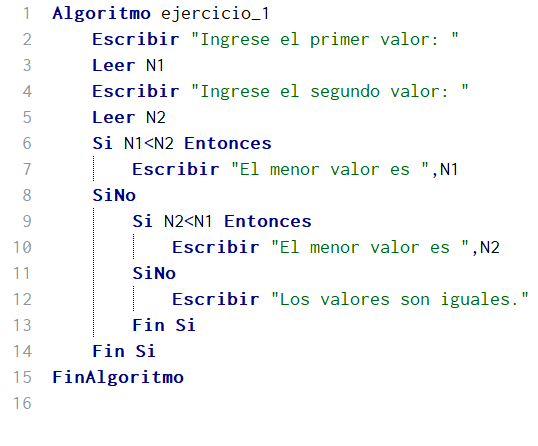 1 Algoritmo ejercicio_1
2 Escribir "Ingrese el primer valor: "
3 Leer N1
4 Escribir "Ingrese el segundo valor: "
5 Leer N2
6 Si N1<N2 Entonces
7 Escribir "El menor valor es ",N1
8 SiNo
9 Si N2<N1 Entonces
10 Escribir "El menor valor es ",N2
11 SiNo
12 Escribir "Los valores son iguales."
13 Fin Si
14 Fin Si
15 FinAlgoritmo
16